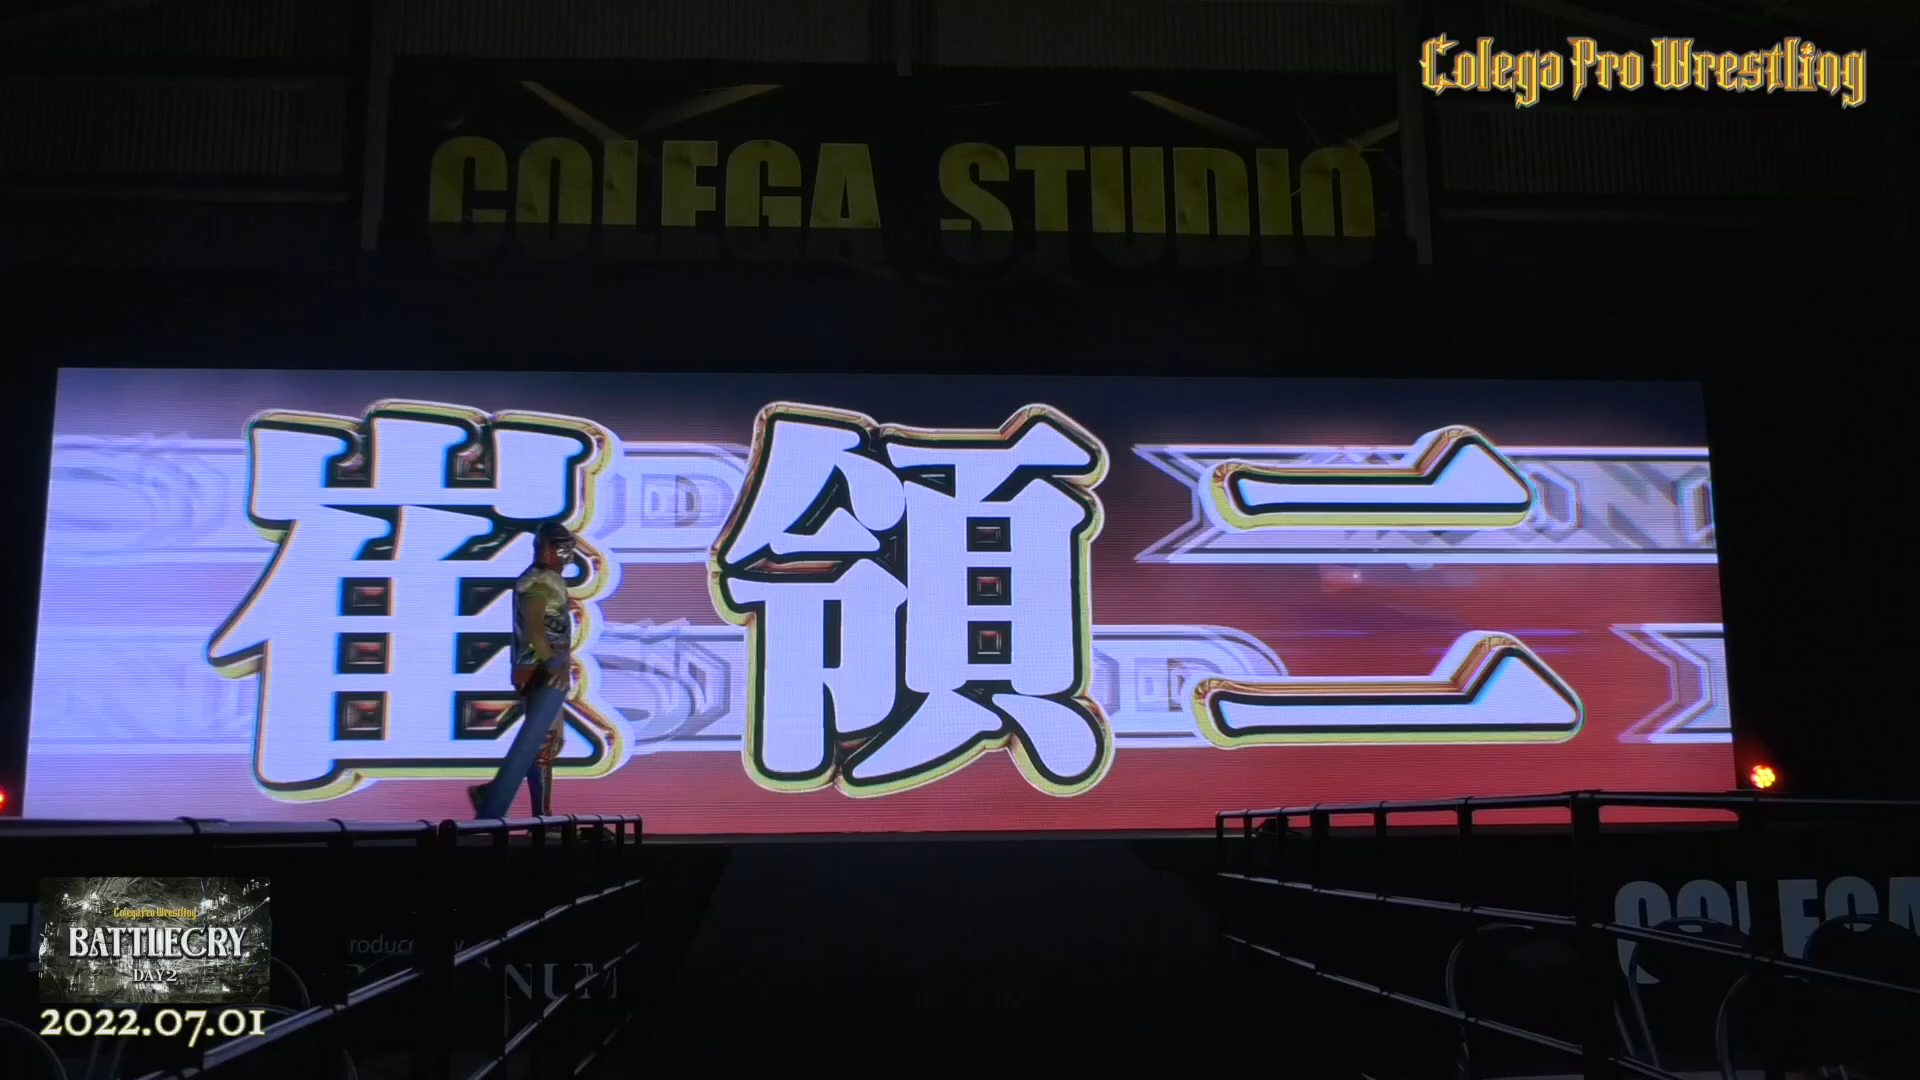 Colega Pro Wrestling
COLEGA STUDIO
崔領二
Colega Pro Wrestling
BATTLECRY
DAY2
2022.07.01